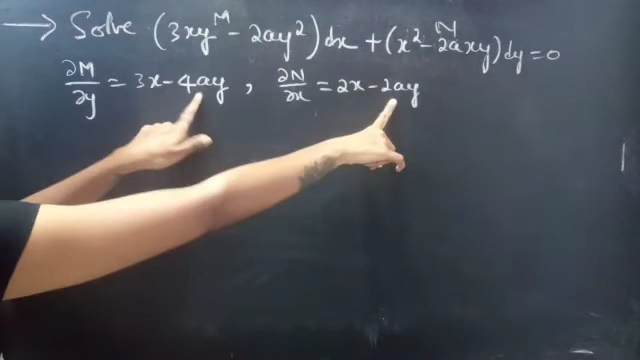 → Solve (3xy - 2ay²)dx + (x² - 2axy)dy = 0
M N
∂M/∂y = 3x - 4ay , ∂N/∂x = 2x - 2ay